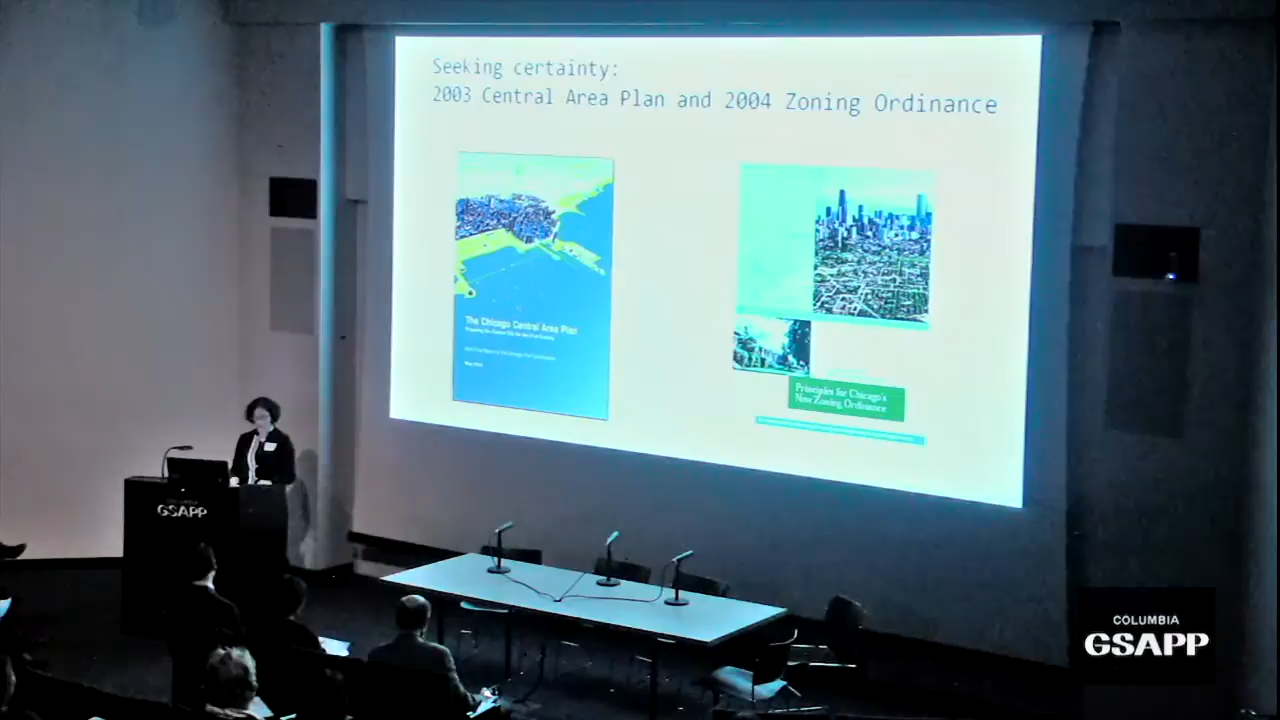 Seeking certainty:
2003 Central Area Plan and 2004 Zoning Ordinance
The Chicago Central Area Plan
Principles for Chicago's
New Zoning Ordinance
COLUMBIA
GSAPP
COLUMBIA
GSAPP